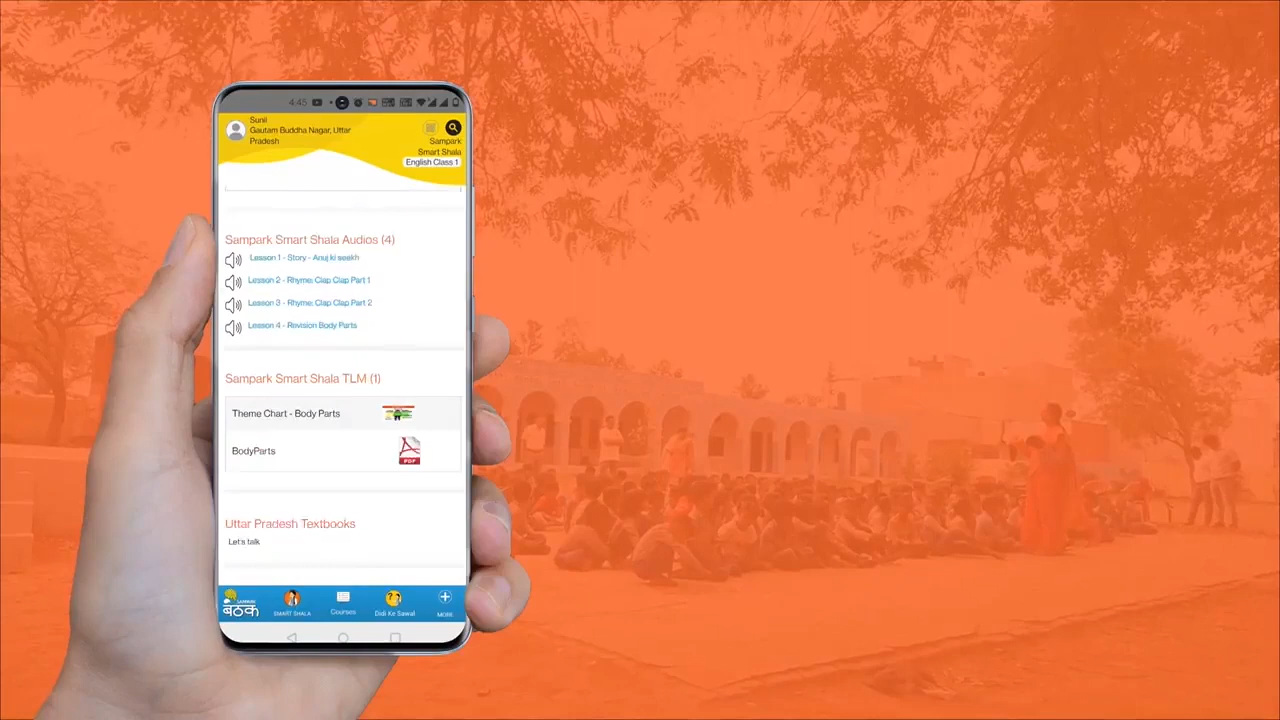 4:45
Sunil
Gautam Buddha Nagar, Uttar
Pradesh
Sampark
Smart Shala
English Class 1
Sampark Smart Shala Audios (4)
Lesson 1 - Story - Anuj ki seekh
Lesson 2 - Rhyme: Clap Clap Part 1
Lesson 3 - Rhyme: Clap Clap Part 2
Lesson 4 - Revision Body Parts
Sampark Smart Shala TLM (1)
Theme Chart - Body Parts
BodyParts
PDF
Uttar Pradesh Textbooks
Let's talk
बैठक
SMART SHALA
Courses
Didi Ke Sawal
MORE